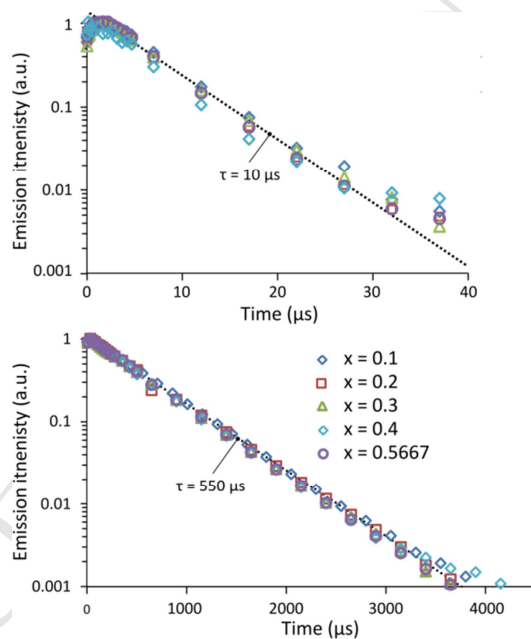 Emission itnenisty (a.u.)
1
0.1
0.01
0.001
τ = 10 µs
0
10
20
30
40
Time (µs)
Emission itnenisty (a.u.)
1
0.1
0.01
0.001
x = 0.1
x = 0.2
x = 0.3
x = 0.4
x = 0.5667
τ = 550 µs
0
1000
2000
3000
4000
Time (µs)